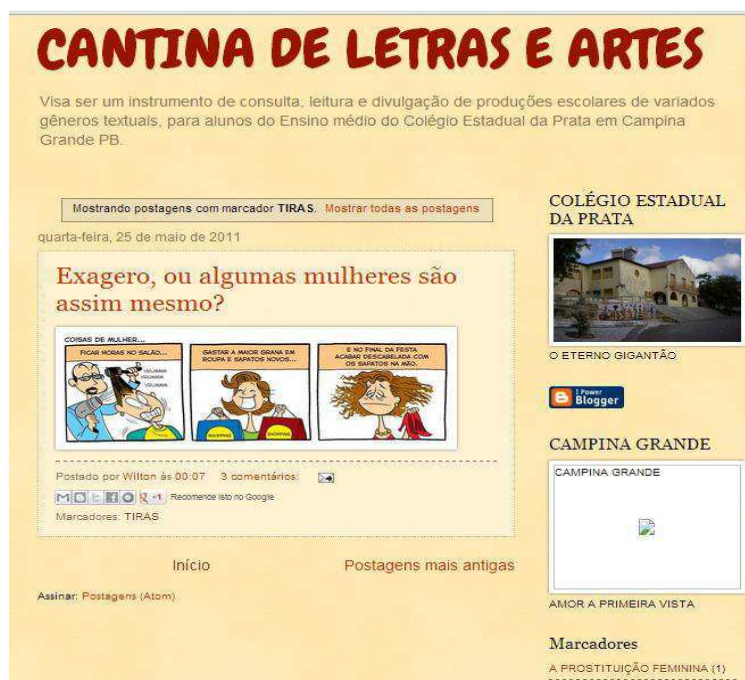 CANTINA DE LETRAS E ARTES
Visa ser um instrumento de consulta, leitura e divulgação de produções escolares de variados
gêneros textuais, para alunos do Ensino médio do Colégio Estadual da Prata em Campina
Grande PB.
Mostrando postagens com marcador TIRAS. Mostrar todas as postagens
quarta-feira, 25 de maio de 2011
Exagero, ou algumas mulheres são
assim mesmo?
COISAS DE MULHER...
FICAR HORAS NO SALÃO...
GASTAR A MAIOR GRANA EM
ROUPA E SAPATOS NOVOS...
E NO FINAL DA FESTA
ACABAR DESCABELADA COM
OS SAPATOS NA MÃO.
SHOPPING
SHOPPING
Postado por Wilton às 00:07 3 comentários:
+1 Recomende isto no Google
Marcadores: TIRAS
Início
Postagens mais antigas
Assinar: Postagens (Atom)
COLÉGIO ESTADUAL
DA PRATA
O ETERNO GIGANTÃO
I Power
Blogger
CAMPINA GRANDE
CAMPINA GRANDE
AMOR A PRIMEIRA VISTA
Marcadores
A PROSTITUIÇÃO FEMININA (1)